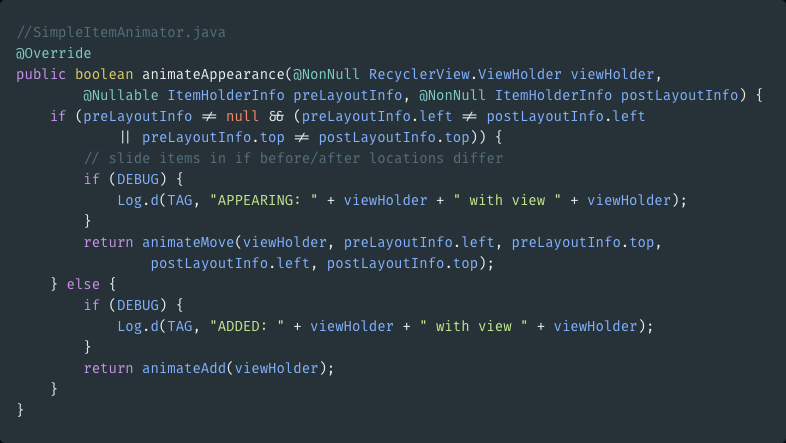 //SimpleItemAnimator.java
@Override
public boolean animateAppearance(@NonNull RecyclerView.ViewHolder viewHolder,
        @Nullable ItemHolderInfo preLayoutInfo, @NonNull ItemHolderInfo postLayoutInfo) {
    if (preLayoutInfo != null && (preLayoutInfo.left != postLayoutInfo.left
            || preLayoutInfo.top != postLayoutInfo.top)) {
        // slide items in if before/after locations differ
        if (DEBUG) {
            Log.d(TAG, "APPEARING: " + viewHolder + " with view " + viewHolder);
        }
        return animateMove(viewHolder, preLayoutInfo.left, preLayoutInfo.top,
                postLayoutInfo.left, postLayoutInfo.top);
    } else {
        if (DEBUG) {
            Log.d(TAG, "ADDED: " + viewHolder + " with view " + viewHolder);
        }
        return animateAdd(viewHolder);
    }
}